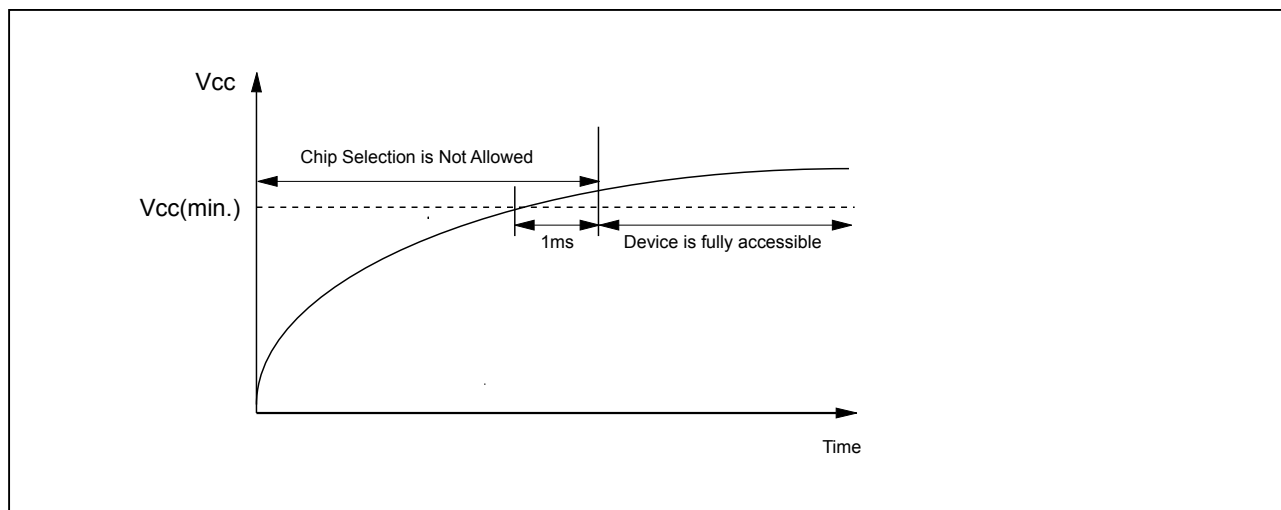 Vcc
Chip Selection is Not Allowed
Vcc(min.)
1ms
Device is fully accessible
Time